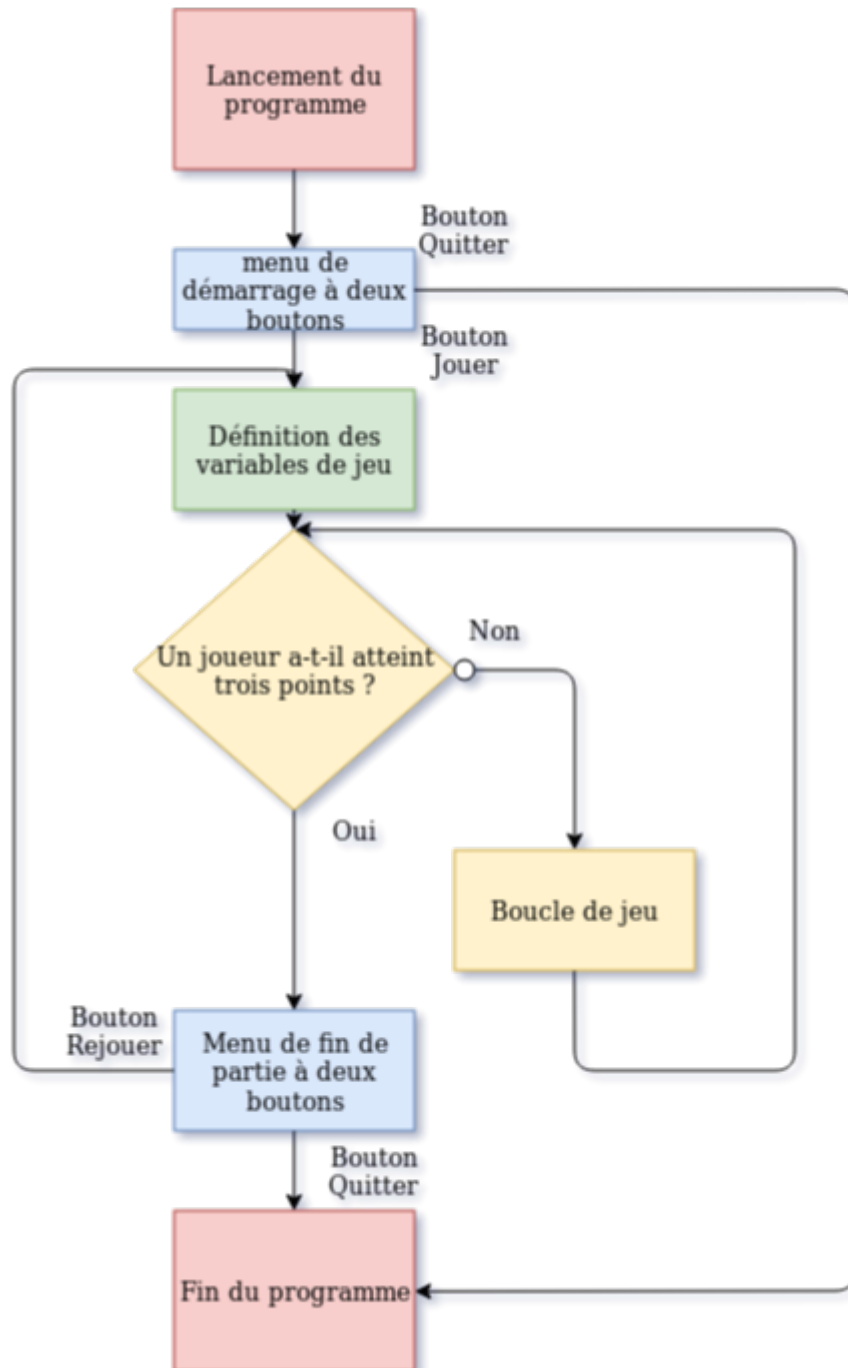 Lancement du
programme
Bouton
Quitter
menu de
démarrage à deux
boutons
Bouton
Jouer
Définition des
variables de jeu
Non
Un joueur a-t-il atteint
trois points ?
Oui
Boucle de jeu
Bouton
Rejouer
Menu de fin de
partie à deux
boutons
Bouton
Quitter
Fin du programme